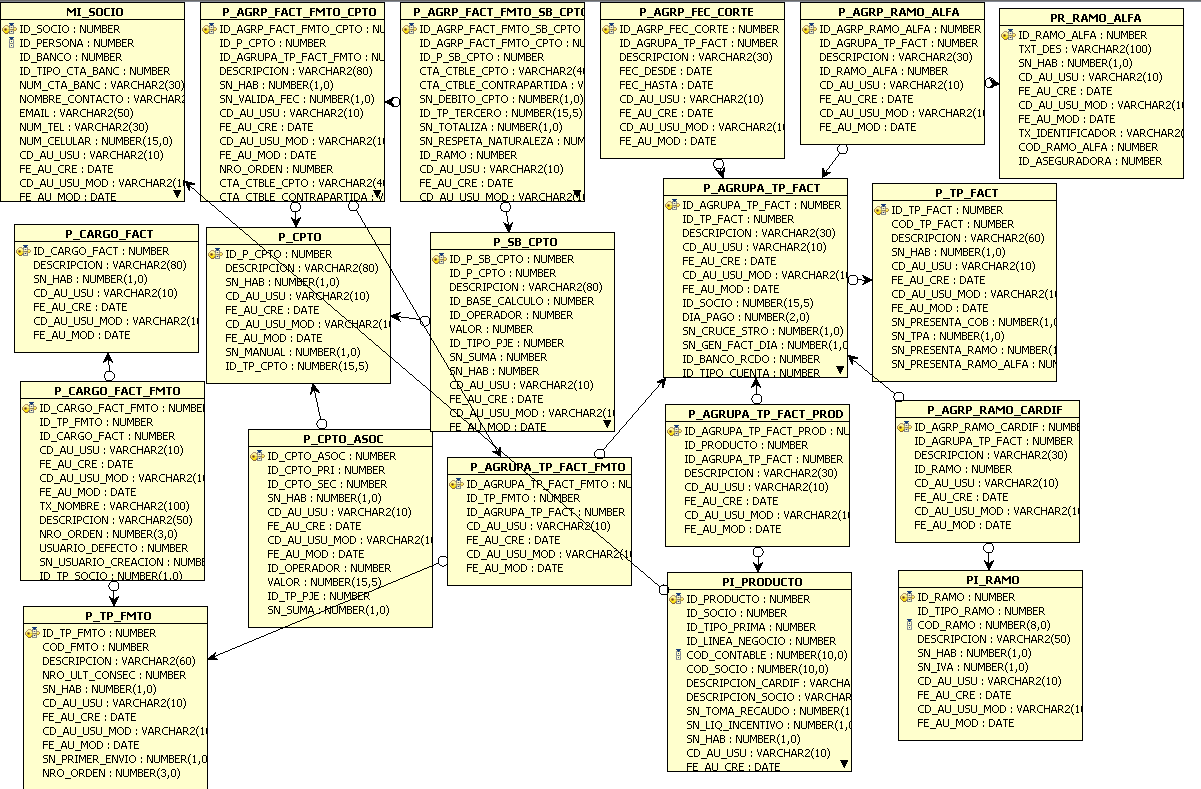 MI_SOCIO
ID_SOCIO : NUMBER
ID_PERSONA : NUMBER
ID_BANCO : NUMBER
ID_TIPO_CTA_BANC : NUMBER
NUM_CTA_BANC : VARCHAR2(30)
NOMBRE_CONTACTO : VARCHAR2
EMAIL : VARCHAR2(50)
NUM_TEL : VARCHAR2(30)
NUM_CELULAR : NUMBER(15,0)
CD_AU_USU : VARCHAR2(10)
FE_AU_CRE : DATE
CD_AU_USU_MOD : VARCHAR2(1
FE_AU_MOD : DATE
P_AGRP_FACT_FMTO_CPTO
ID_AGRP_FACT_FMTO_CPTO : NU
ID_P_CPTO : NUMBER
ID_AGRUPA_TP_FACT_FMTO : NU
DESCRIPCION : VARCHAR2(80)
SN_HAB : NUMBER(1,0)
SN_VALIDA_FEC : NUMBER(1,0)
CD_AU_USU : VARCHAR2(10)
FE_AU_CRE : DATE
CD_AU_USU_MOD : VARCHAR2(10
FE_AU_MOD : DATE
NRO_ORDEN : NUMBER
CTA_CTBLE_CPTO : VARCHAR2(4
CTA_CTBLE_CONTRAPARTIDA : V
P_AGRP_FACT_FMTO_SB_CPTO
ID_AGRP_FACT_FMTO_SB_CPTO
ID_AGRP_FACT_FMTO_CPTO : NU
ID_P_SB_CPTO : NUMBER
CTA_CTBLE_CPTO : VARCHAR2(4
CTA_CTBLE_CONTRAPARTIDA : V
SN_DEBITO_CPTO : NUMBER(1,0)
ID_TP_TERCERO : NUMBER(15,5)
SN_TOTALIZA : NUMBER(1,0)
SN_RESPETA_NATURALEZA : NUM
ID_RAMO : NUMBER
CD_AU_USU : VARCHAR2(10)
FE_AU_CRE : DATE
CD_AU_USU_MOD : VARCHAR2(10
P_AGRP_FEC_CORTE
ID_AGRP_FEC_CORTE : NUMBER
ID_AGRUPA_TP_FACT : NUMBER
DESCRIPCION : VARCHAR2(30)
FEC_DESDE : DATE
FEC_HASTA : DATE
CD_AU_USU : VARCHAR2(10)
FE_AU_CRE : DATE
CD_AU_USU_MOD : VARCHAR2(1
FE_AU_MOD : DATE
P_AGRP_RAMO_ALFA
ID_AGRP_RAMO_ALFA : NUMBER
ID_AGRUPA_TP_FACT : NUMBER
DESCRIPCION : VARCHAR2(30)
ID_RAMO_ALFA : NUMBER
CD_AU_USU : VARCHAR2(10)
FE_AU_CRE : DATE
CD_AU_USU_MOD : VARCHAR2(1
FE_AU_MOD : DATE
PR_RAMO_ALFA
ID_RAMO_ALFA : NUMBER
TXT_DES : VARCHAR2(100)
SN_HAB : NUMBER(1,0)
CD_AU_USU : VARCHAR2(10)
FE_AU_CRE : DATE
CD_AU_USU_MOD : VARCHAR2(1
FE_AU_MOD : DATE
TX_IDENTIFICADOR : VARCHAR2(
COD_RAMO_ALFA : NUMBER
ID_ASEGURADORA : NUMBER
P_CARGO_FACT
ID_CARGO_FACT : NUMBER
DESCRIPCION : VARCHAR2(80)
SN_HAB : NUMBER(1,0)
CD_AU_USU : VARCHAR2(10)
FE_AU_CRE : DATE
CD_AU_USU_MOD : VARCHAR2(1
FE_AU_MOD : DATE
P_CPTO
ID_P_CPTO : NUMBER
DESCRIPCION : VARCHAR2(80)
SN_HAB : NUMBER(1,0)
CD_AU_USU : VARCHAR2(10)
FE_AU_CRE : DATE
CD_AU_USU_MOD : VARCHAR2(1
FE_AU_MOD : DATE
SN_MANUAL : NUMBER(1,0)
ID_TP_CPTO : NUMBER(15,5)
P_SB_CPTO
ID_P_SB_CPTO : NUMBER
ID_P_CPTO : NUMBER
DESCRIPCION : VARCHAR2(80)
ID_BASE_CALCULO : NUMBER
ID_OPERADOR : NUMBER
VALOR : NUMBER
ID_TIPO_PJE : NUMBER
SN_SUMA : NUMBER
SN_HAB : NUMBER
CD_AU_USU : VARCHAR2(10)
FE_AU_CRE : DATE
CD_AU_USU_MOD : VARCHAR2(10
FE_AU_MOD : DATE
P_AGRUPA_TP_FACT
ID_AGRUPA_TP_FACT : NUMBER
ID_TP_FACT : NUMBER
DESCRIPCION : VARCHAR2(30)
CD_AU_USU : VARCHAR2(10)
FE_AU_CRE : DATE
CD_AU_USU_MOD : VARCHAR2(1
FE_AU_MOD : DATE
ID_SOCIO : NUMBER(15,5)
DIA_PAGO : NUMBER(2,0)
SN_CRUCE_STRO : NUMBER(1,0)
SN_GEN_FACT_DIA : NUMBER(1,0
ID_BANCO_RCDO : NUMBER
ID_TIPO_CUENTA : NUMBER
P_TP_FACT
ID_TP_FACT : NUMBER
COD_TP_FACT : NUMBER
DESCRIPCION : VARCHAR2(60)
SN_HAB : NUMBER(1,0)
CD_AU_USU : VARCHAR2(10)
FE_AU_CRE : DATE
CD_AU_USU_MOD : VARCHAR2(1
FE_AU_MOD : DATE
SN_PRESENTA_COB : NUMBER(1,
SN_TPA : NUMBER(1,0)
SN_PRESENTA_RAMO : NUMBER(1
SN_PRESENTA_RAMO_ALFA : NUM
P_CARGO_FACT_FMTO
ID_CARGO_FACT_FMTO : NUMBE
ID_TP_FMTO : NUMBER
ID_CARGO_FACT : NUMBER
CD_AU_USU : VARCHAR2(10)
FE_AU_CRE : DATE
CD_AU_USU_MOD : VARCHAR2(1
FE_AU_MOD : DATE
TX_NOMBRE : VARCHAR2(100)
DESCRIPCION : VARCHAR2(50)
NRO_ORDEN : NUMBER(3,0)
USUARIO_DEFECTO : NUMBER
SN_USUARIO_CREACION : NUMBE
ID_TP_SOCIO : NUMBER(1,0)
P_CPTO_ASOC
ID_CPTO_ASOC : NUMBER
ID_CPTO_PRI : NUMBER
ID_CPTO_SEC : NUMBER
SN_HAB : NUMBER(1,0)
CD_AU_USU : VARCHAR2(10)
FE_AU_CRE : DATE
CD_AU_USU_MOD : VARCHAR2(1
FE_AU_MOD : DATE
ID_OPERADOR : NUMBER
VALOR : NUMBER(15,5)
ID_TP_PJE : NUMBER
SN_SUMA : NUMBER(1,0)
P_AGRUPA_TP_FACT_FMTO
ID_AGRUPA_TP_FACT_FMTO : NU
ID_TP_FMTO : NUMBER
ID_AGRUPA_TP_FACT : NUMBER
CD_AU_USU : VARCHAR2(10)
FE_AU_CRE : DATE
CD_AU_USU_MOD : VARCHAR2(10
FE_AU_MOD : DATE
P_AGRUPA_TP_FACT_PROD
ID_AGRUPA_TP_FACT_PROD : NU
ID_PRODUCTO : NUMBER
ID_AGRUPA_TP_FACT : NUMBER
DESCRIPCION : VARCHAR2(30)
CD_AU_USU : VARCHAR2(10)
FE_AU_CRE : DATE
CD_AU_USU_MOD : VARCHAR2(1
FE_AU_MOD : DATE
P_AGRP_RAMO_CARDIF
ID_AGRP_RAMO_CARDIF : NUMBE
ID_AGRUPA_TP_FACT : NUMBER
DESCRIPCION : VARCHAR2(30)
ID_RAMO : NUMBER
CD_AU_USU : VARCHAR2(10)
FE_AU_CRE : DATE
CD_AU_USU_MOD : VARCHAR2(1
FE_AU_MOD : DATE
P_TP_FMTO
ID_TP_FMTO : NUMBER
COD_FMTO : NUMBER
DESCRIPCION : VARCHAR2(60)
NRO_ULT_CONSEC : NUMBER
SN_HAB : NUMBER(1,0)
CD_AU_USU : VARCHAR2(10)
FE_AU_CRE : DATE
CD_AU_USU_MOD : VARCHAR2(1
FE_AU_MOD : DATE
SN_PRIMER_ENVIO : NUMBER(1,0
NRO_ORDEN : NUMBER(3,0)
PI_PRODUCTO
ID_PRODUCTO : NUMBER
ID_SOCIO : NUMBER
ID_TIPO_PRIMA : NUMBER
ID_LINEA_NEGOCIO : NUMBER
COD_CONTABLE : NUMBER(10,0)
COD_SOCIO : NUMBER(10,0)
DESCRIPCION_CARDIF : VARCHA
DESCRIPCION_SOCIO : VARCHAR
SN_TOMA_RECAUDO : NUMBER(1
SN_LIQ_INCENTIVO : NUMBER(1,0
SN_HAB : NUMBER(1,0)
CD_AU_USU : VARCHAR2(10)
FE_AU_CRE : DATE
PI_RAMO
ID_RAMO : NUMBER
ID_TIPO_RAMO : NUMBER
COD_RAMO : NUMBER(8,0)
DESCRIPCION : VARCHAR2(50)
SN_HAB : NUMBER(1,0)
SN_IVA : NUMBER(1,0)
CD_AU_USU : VARCHAR2(10)
FE_AU_CRE : DATE
CD_AU_USU_MOD : VARCHAR2(1
FE_AU_MOD : DATE